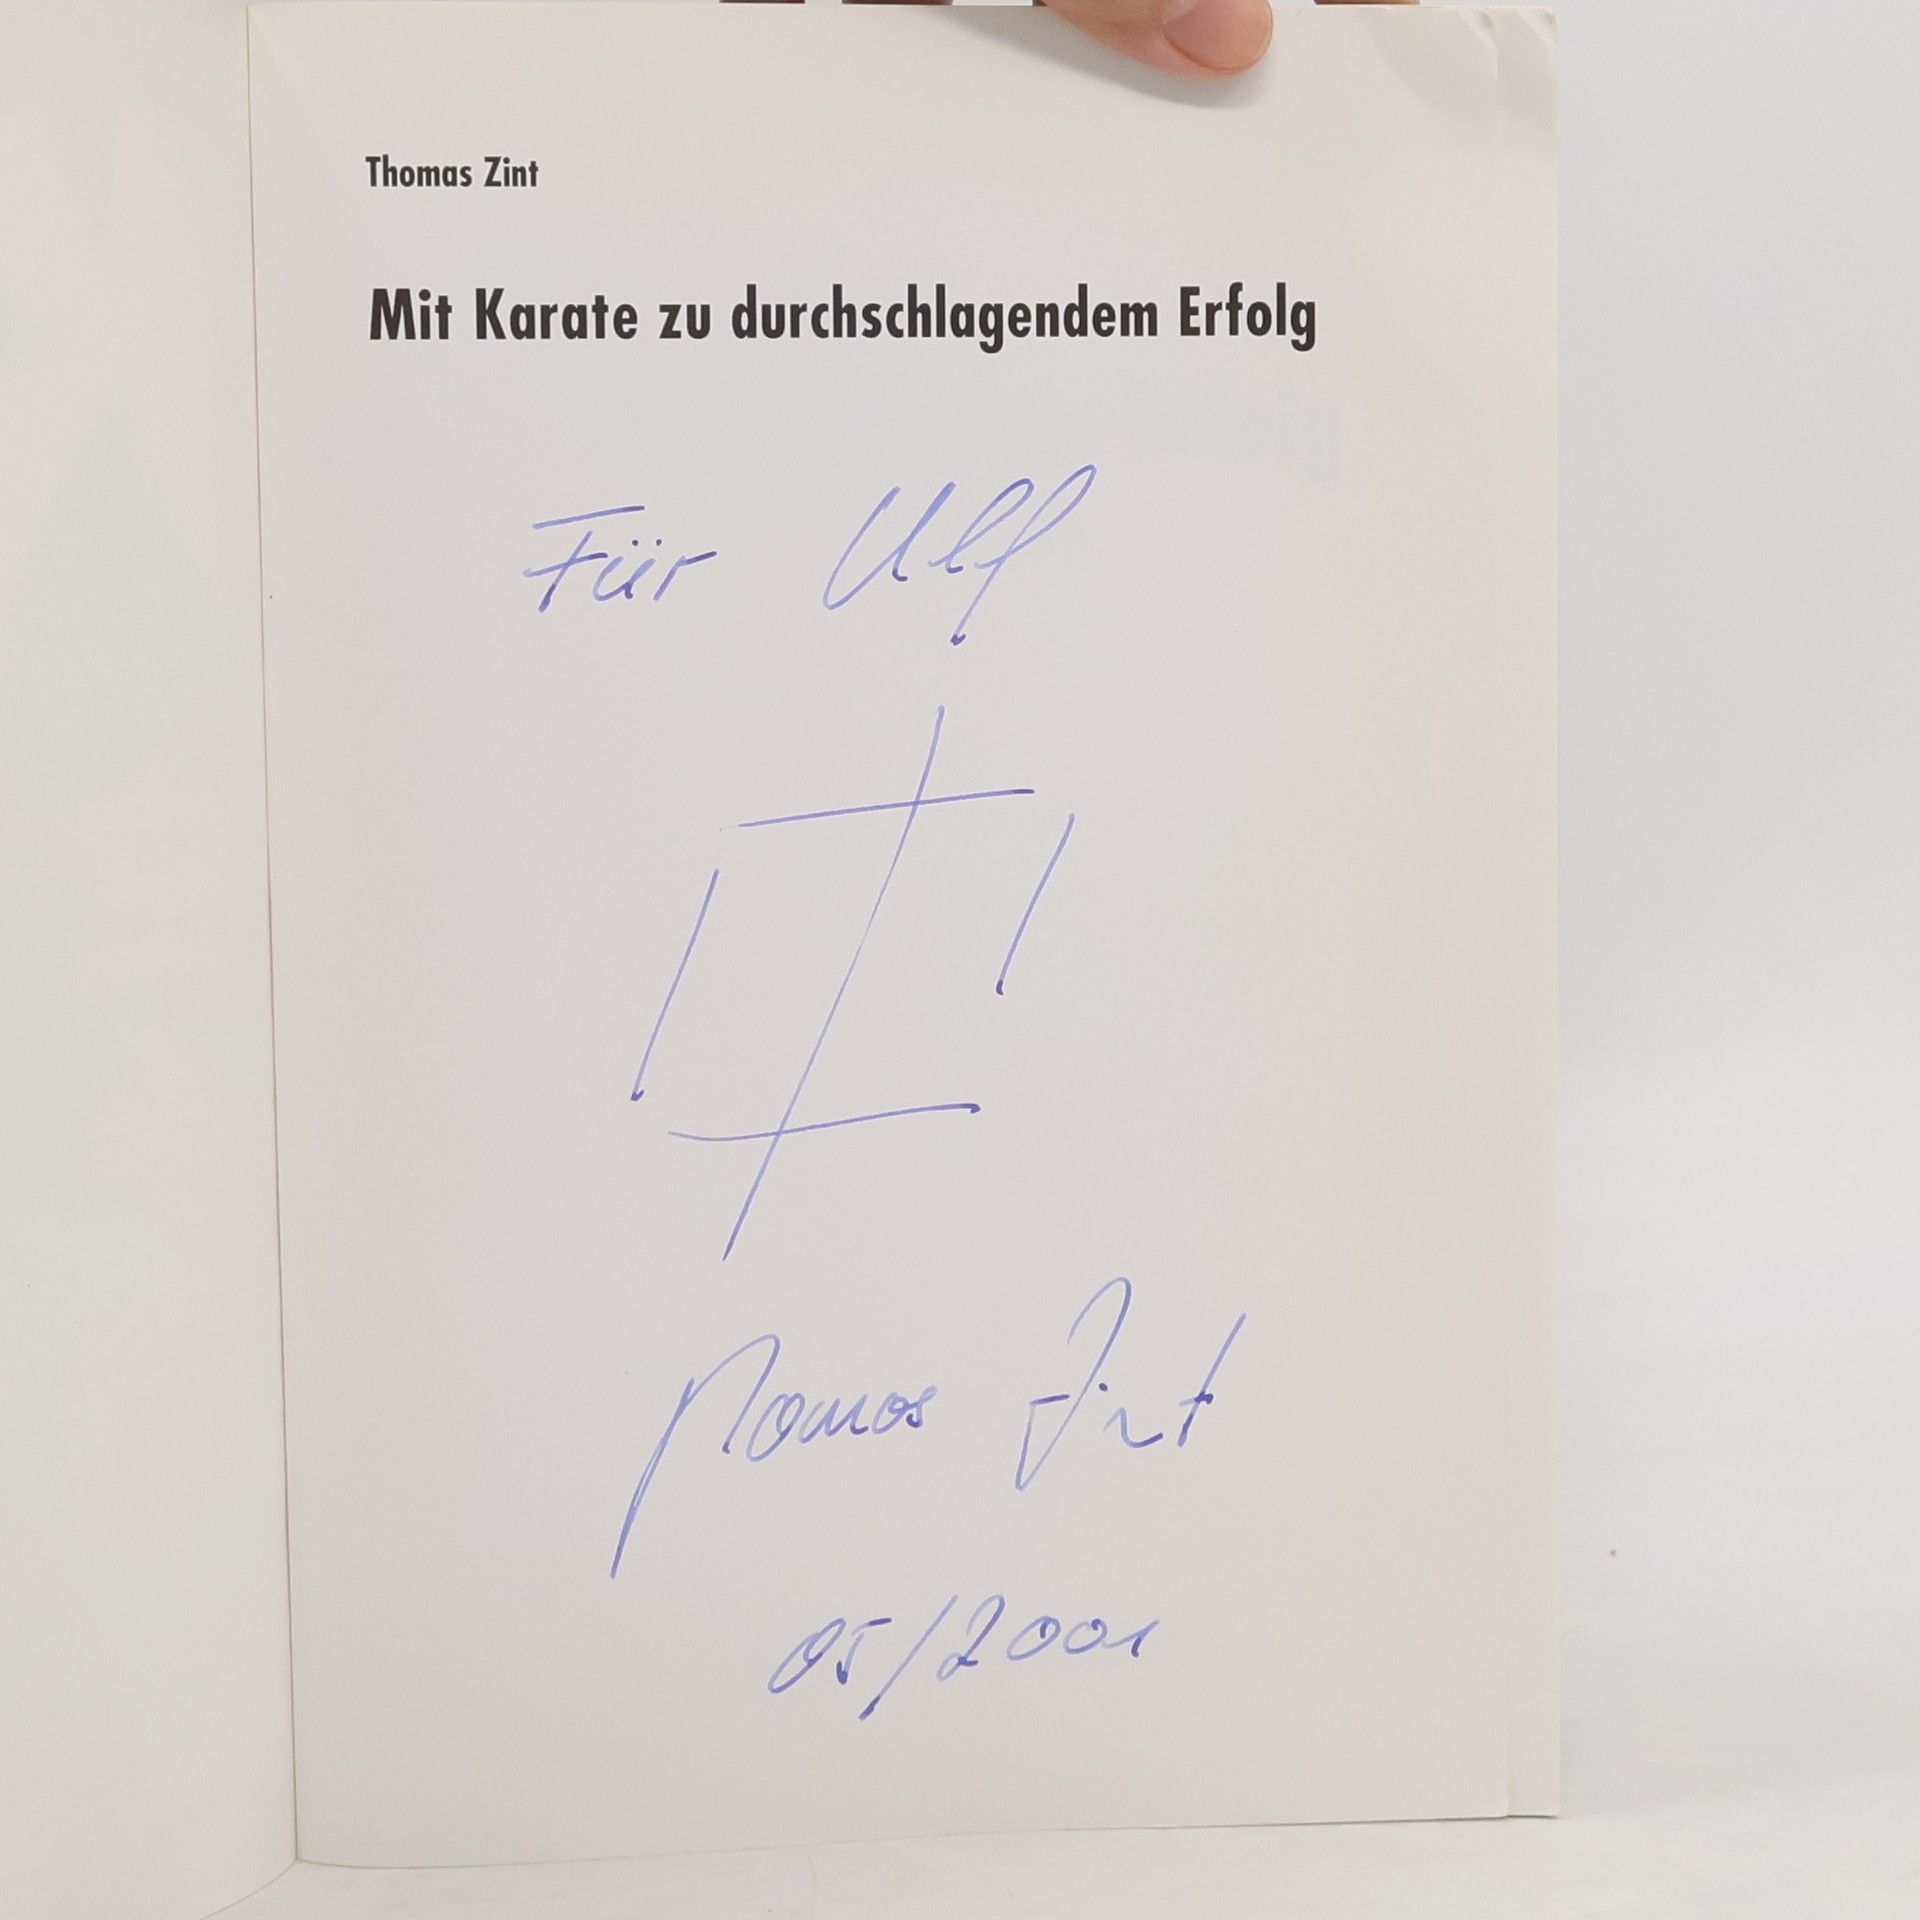 Thomas Zint
Mit Karate zu durchschlagendem Erfolg
Für Ulf
Thomas Zint
05/2001